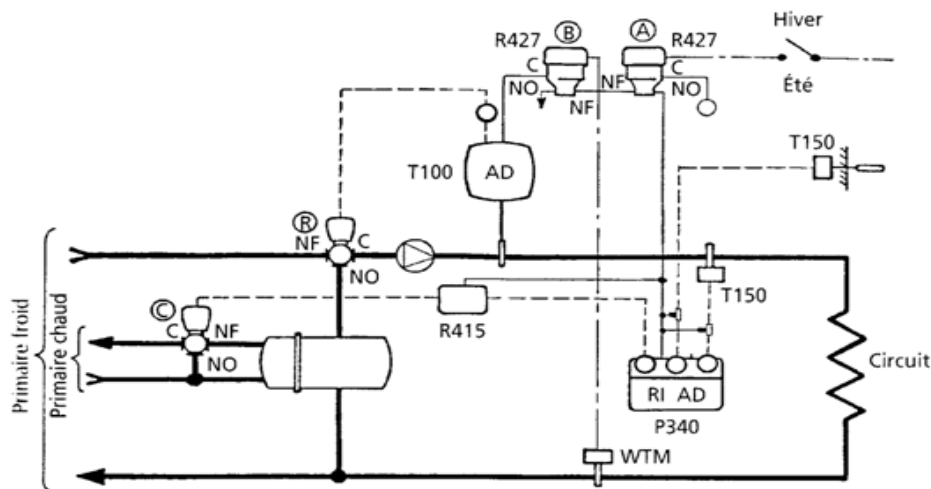 Hiver
R427 Ⓑ Ⓐ R427
C C
NO NF NO
NF
Été
T150
T100 AD
Ⓡ
NF C
NO
T150
Ⓒ
R415
C NF
NO
Circuit
RI AD
P340
WTM
Primaire froid
Primaire chaud